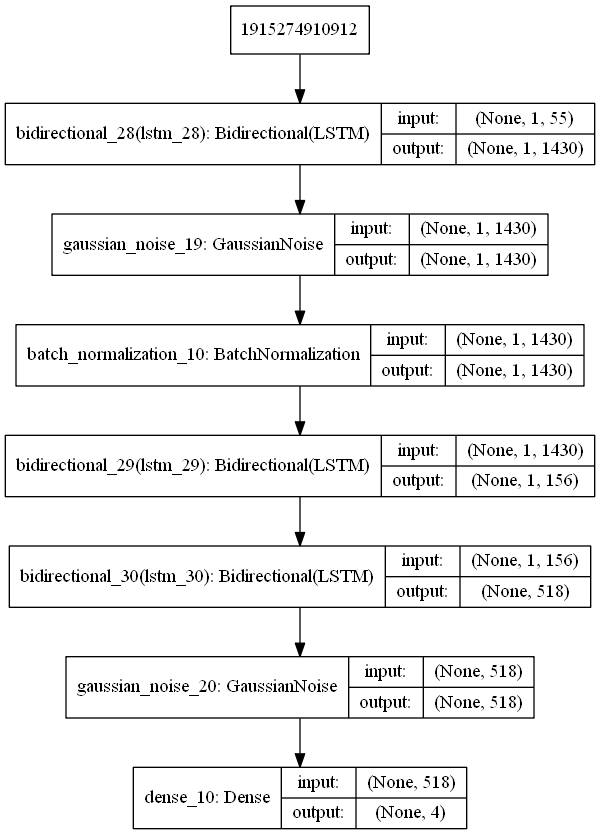 1915274910912
bidirectional_28(lstm_28): Bidirectional(LSTM)
input: (None, 1, 55)
output: (None, 1, 1430)
gaussian_noise_19: GaussianNoise
input: (None, 1, 1430)
output: (None, 1, 1430)
batch_normalization_10: BatchNormalization
input: (None, 1, 1430)
output: (None, 1, 1430)
bidirectional_29(lstm_29): Bidirectional(LSTM)
input: (None, 1, 1430)
output: (None, 1, 156)
bidirectional_30(lstm_30): Bidirectional(LSTM)
input: (None, 1, 156)
output: (None, 518)
gaussian_noise_20: GaussianNoise
input: (None, 518)
output: (None, 518)
dense_10: Dense
input: (None, 518)
output: (None, 4)